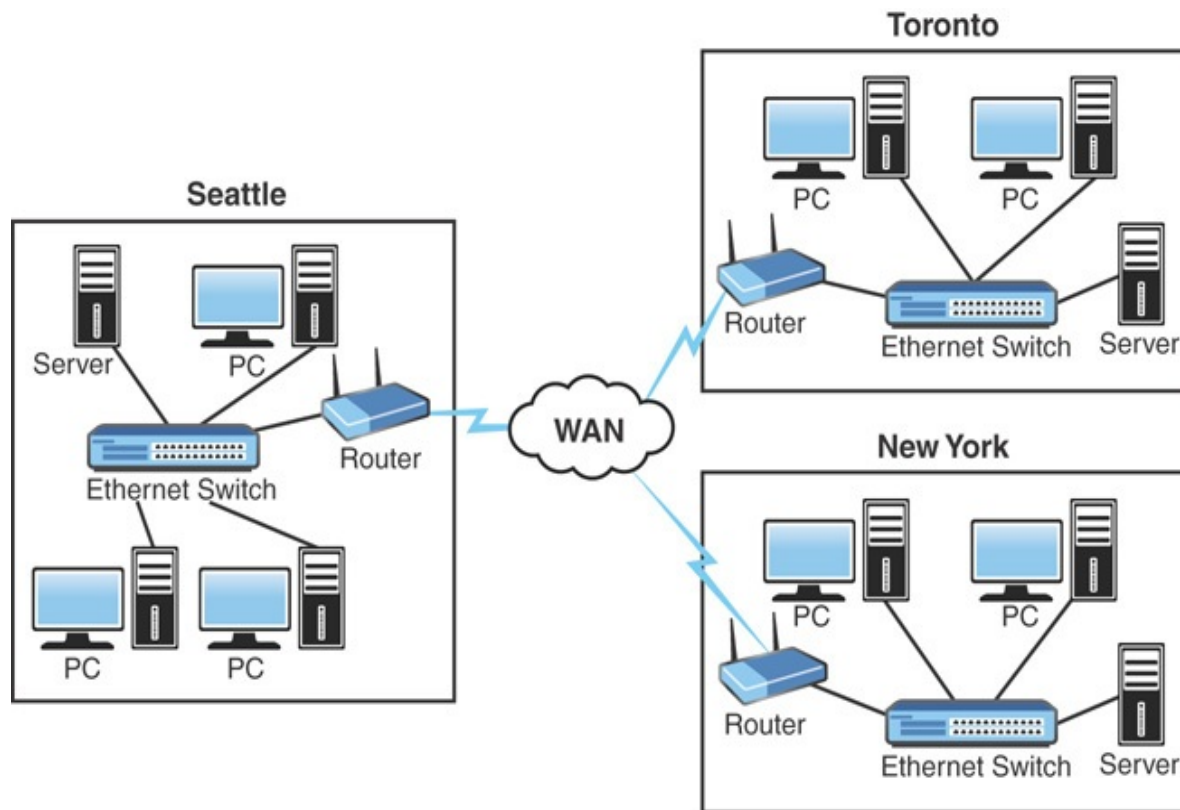 Toronto
PC
PC
Router
Ethernet Switch
Server
Seattle
Server
PC
Router
Ethernet Switch
PC
PC
WAN
New York
PC
PC
Router
Ethernet Switch
Server